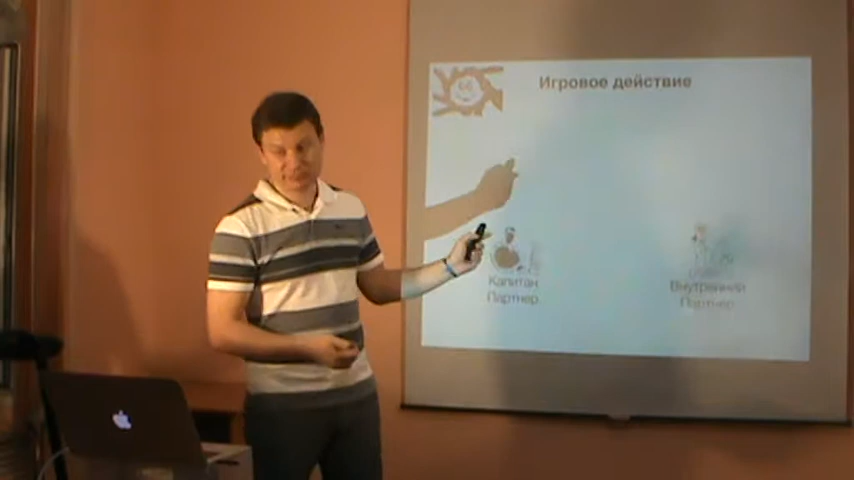 Игровое действие
Капитан
Партнер
Внутренний
Партнер